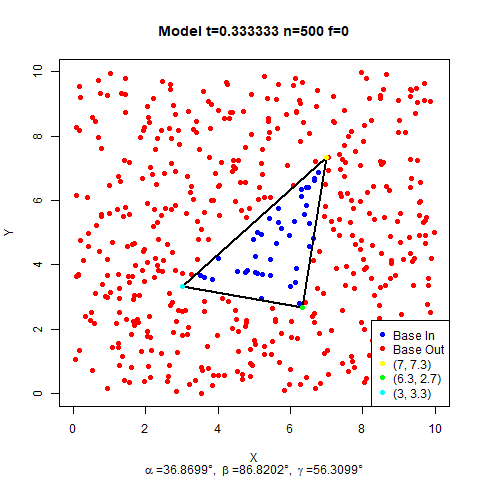 Model t=0.333333 n=500 f=0
10
8
6
4
2
0
Y
Base In
Base Out
(7, 7.3)
(6.3, 2.7)
(3, 3.3)
0 2 4 6 8 10
X
α=36.8699°, β=86.8202°, γ=56.3099°